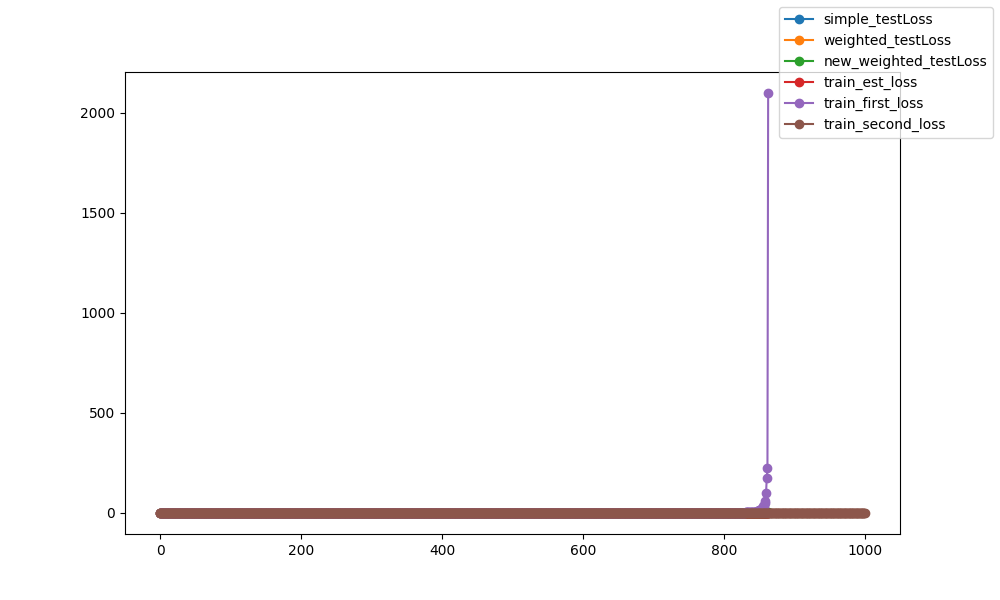 simple_testLoss
weighted_testLoss
new_weighted_testLoss
train_est_loss
train_first_loss
train_second_loss
2000
1500
1000
500
0
0 200 400 600 800 1000